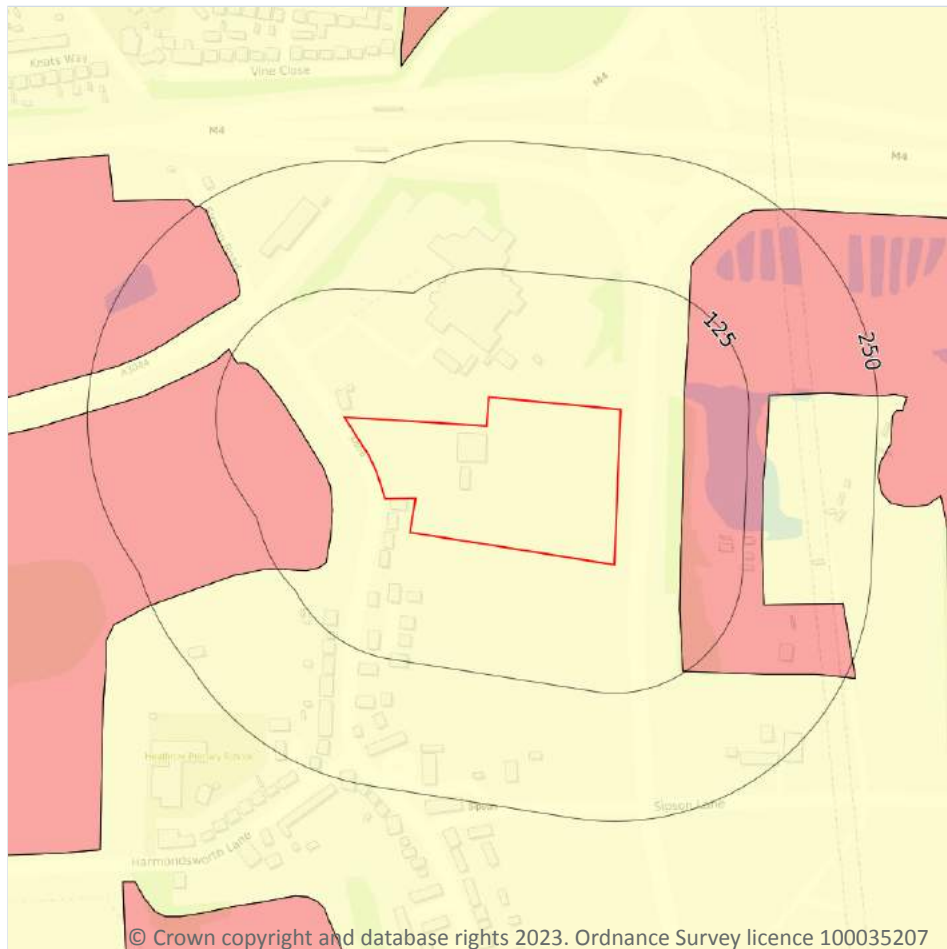 Knats Way
Vine Close
M4
M4
M4
125
250
A3044
Heathrow Primary School
Sipson
Sipson Lane
Harmondsworth Lane
© Crown copyright and database rights 2023. Ordnance Survey licence 100035207